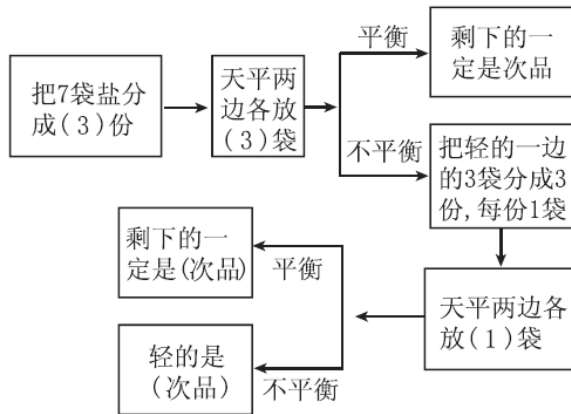 把7袋盐分
成(3)份
天平两
边各放
(3)袋
平衡
不平衡
剩下的一
定是次品
把轻的一边
的3袋分成3
份,每份1袋
天平两边各
放(1)袋
平衡
不平衡
剩下的一
定是(次品)
轻的是
(次品)